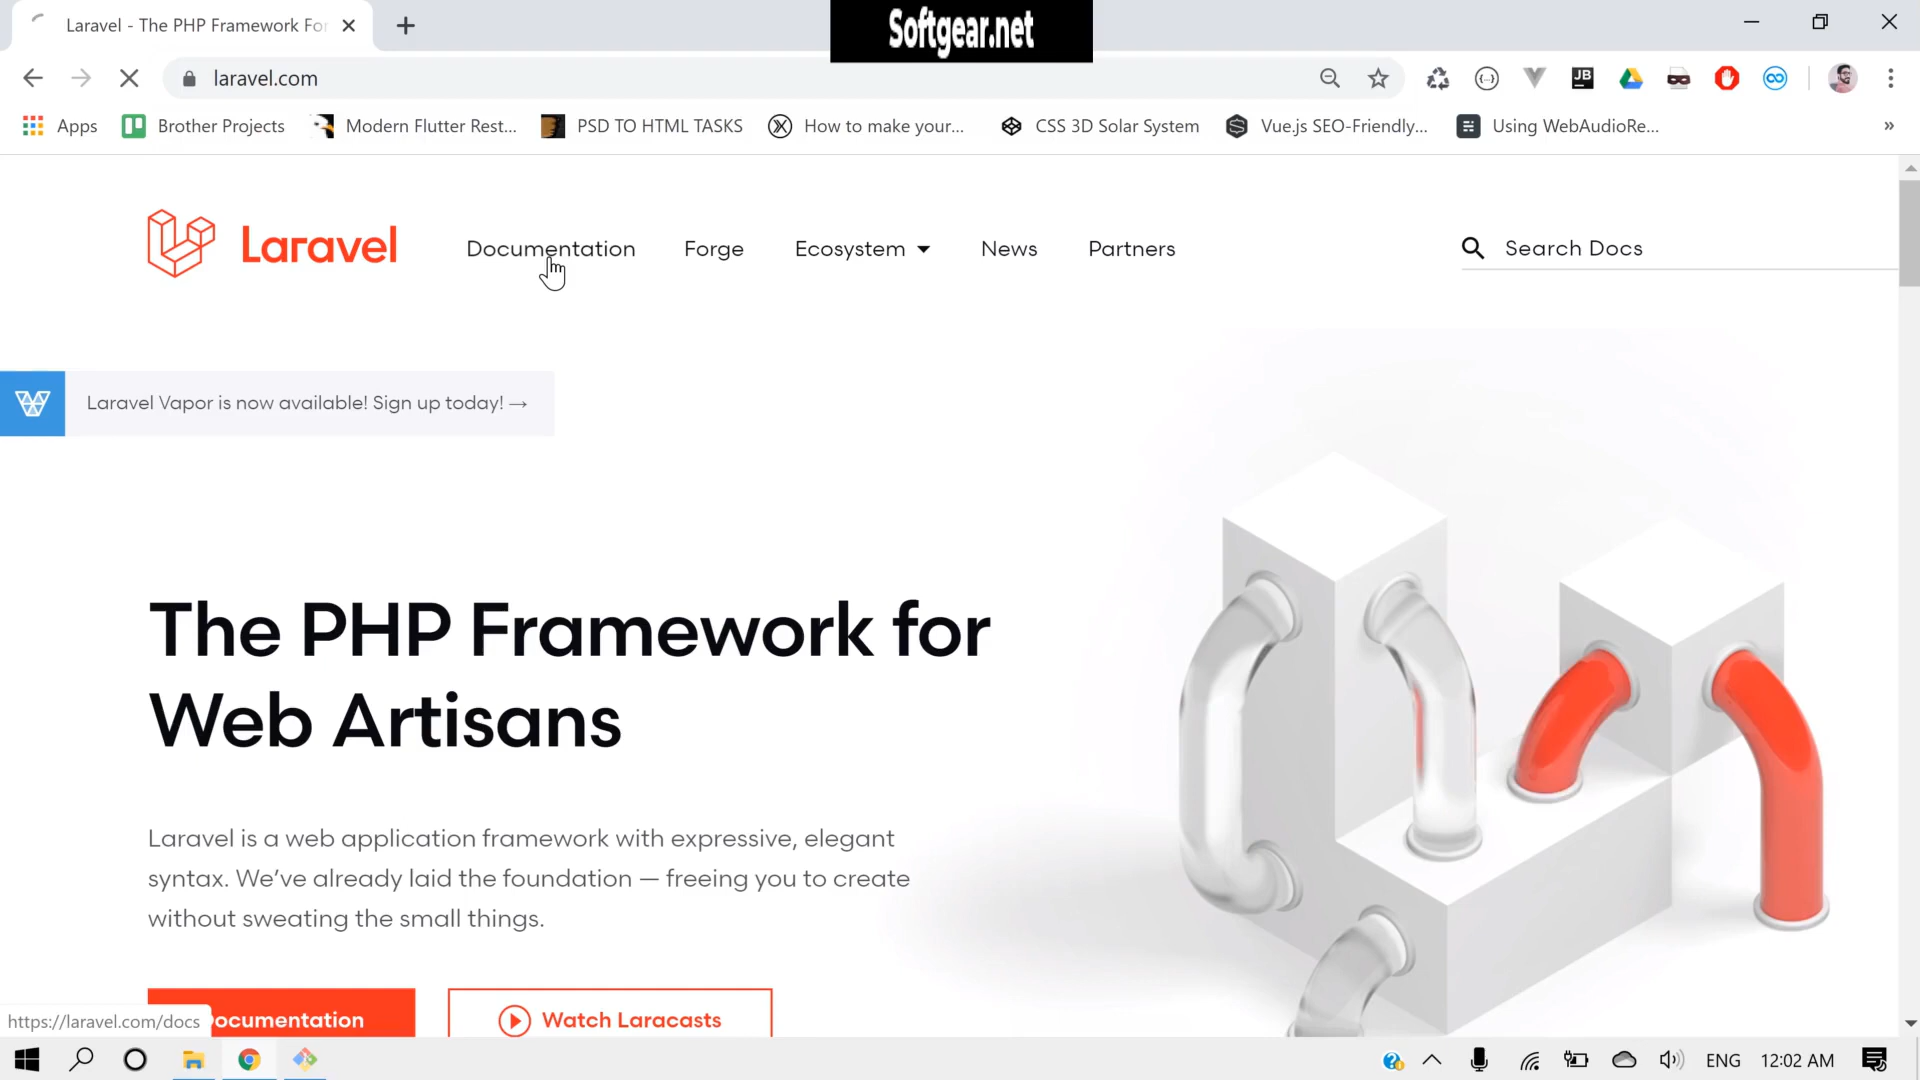 Laravel - The PHP Framework For
Softgear.net
laravel.com
Apps
Brother Projects
Modern Flutter Rest...
PSD TO HTML TASKS
How to make your...
CSS 3D Solar System
Vue.js SEO-Friendly...
Using WebAudioRe...
Laravel
Documentation
Forge
Ecosystem
News
Partners
Search Docs
Laravel Vapor is now available! Sign up today! →
The PHP Framework for
Web Artisans
Laravel is a web application framework with expressive, elegant
syntax. We've already laid the foundation — freeing you to create
without sweating the small things.
ocumentation
Watch Laracasts
https://laravel.com/docs
ENG
12:02 AM
JB